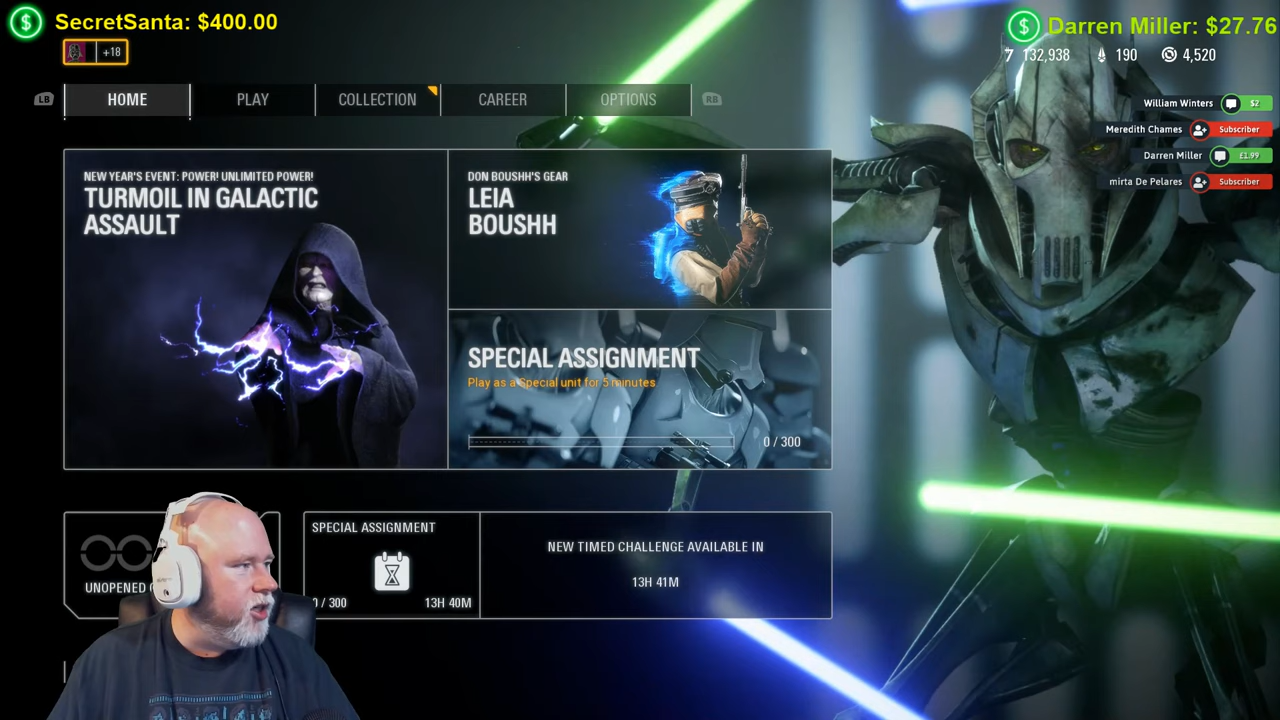 SecretSanta: $400.00
Darren Miller: $27.76
+18
132,938
190
4,520
LB
HOME
PLAY
COLLECTION
CAREER
OPTIONS
RB
William Winters
$2
Meredith Chames
Subscriber
Darren Miller
£1.99
mirta De Pelares
Subscriber
NEW YEAR'S EVENT: POWER! UNLIMITED POWER!
TURMOIL IN GALACTIC
ASSAULT
DON BOUSHH'S GEAR
LEIA
BOUSHH
SPECIAL ASSIGNMENT
Play as a Special unit for 5 minutes
0 / 300
UNOPENED
SPECIAL ASSIGNMENT
0 / 300
13H 40M
NEW TIMED CHALLENGE AVAILABLE IN
13H 41M